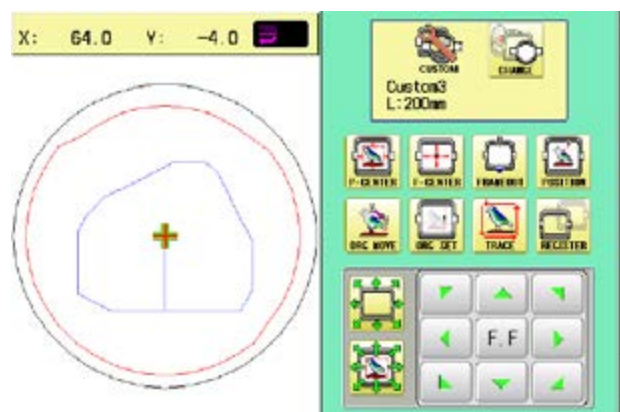 X: 64.0 Y: -4.0
CUSTOM CHANGE
Custom3
L:200mm
P-CENTER F-CENTER FRAMEOUT POSITION
ORG MOVE ORG SET TRACE REGISTER
F.F